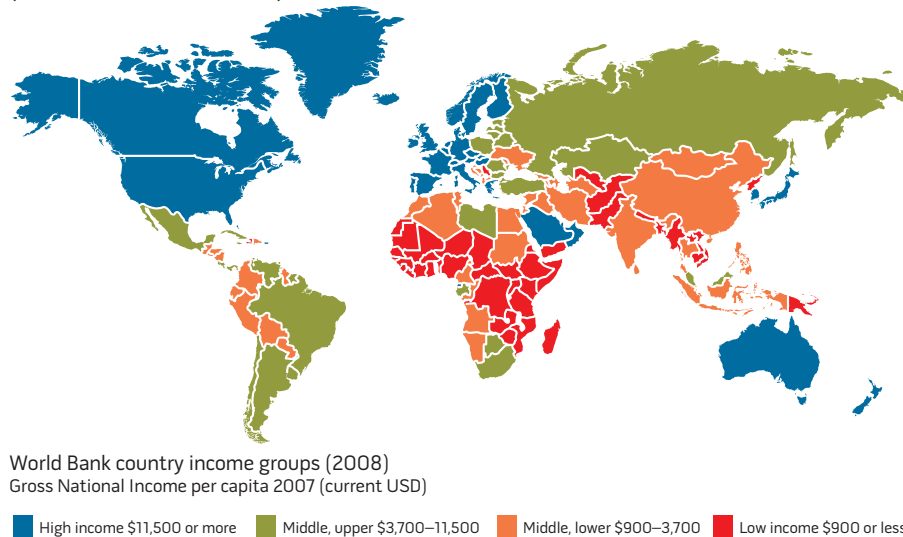 World Bank country income groups (2008)
Gross National Income per capita 2007 (current USD)
High income $11,500 or more Middle, upper $3,700–11,500 Middle, lower $900–3,700 Low income $900 or less